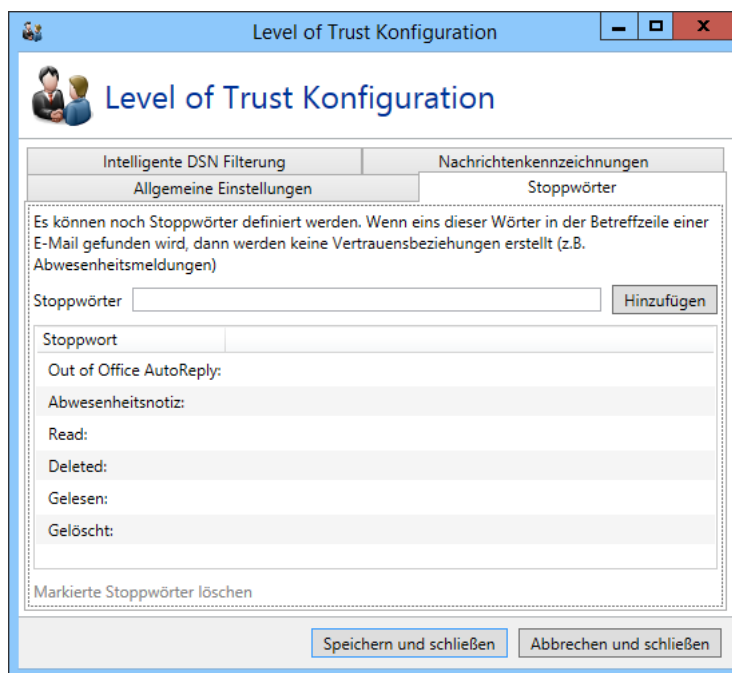 Level of Trust Konfiguration
Level of Trust Konfiguration
Intelligente DSN Filterung
Nachrichtenkennzeichnungen
Allgemeine Einstellungen
Stoppwörter
Es können noch Stoppwörter definiert werden. Wenn eins dieser Wörter in der Betreffzeile einer
E-Mail gefunden wird, dann werden keine Vertrauensbeziehungen erstellt (z.B.
Abwesenheitsmeldungen)
Stoppwörter
Hinzufügen
Stoppwort
Out of Office AutoReply:
Abwesenheitsnotiz:
Read:
Deleted:
Gelesen:
Gelöscht:
Markierte Stoppwörter löschen
Speichern und schließen
Abbrechen und schließen